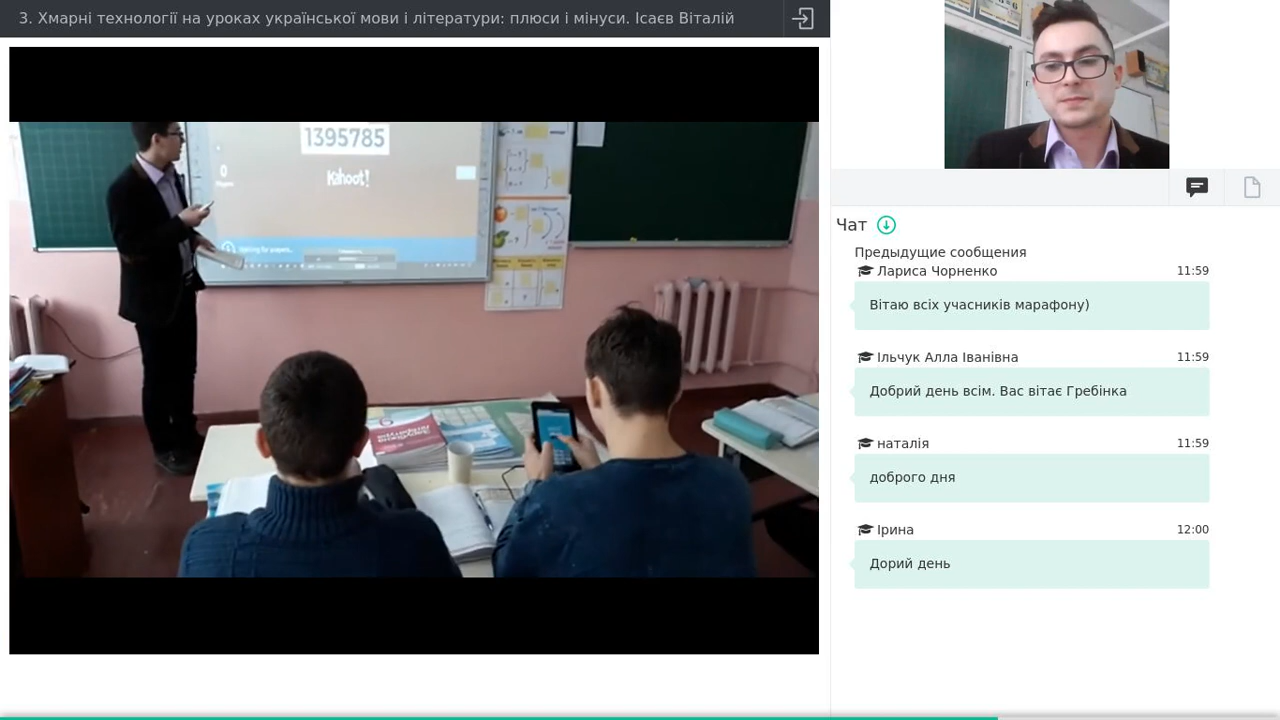 3. Хмарні технології на уроках української мови і літератури: плюси і мінуси. Ісаєв Віталій
1395785
Kahoot!
0
Чат
Предыдущие сообщения
Лариса Чорненко 11:59
Вітаю всіх учасників марафону)
Ільчук Алла Іванівна 11:59
Добрий день всім. Вас вітає Гребінка
наталія 11:59
доброго дня
Ірина 12:00
Дорий день